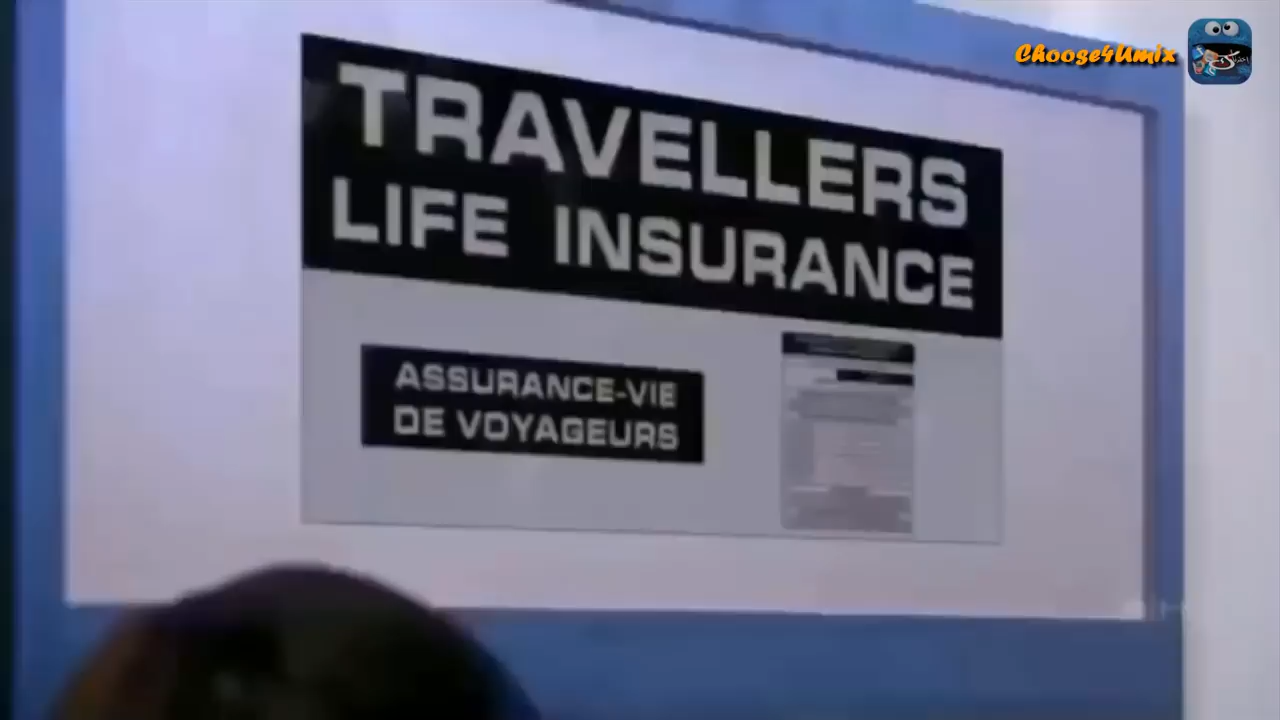 Choose4Umix
TRAVELLERS
LIFE INSURANCE
ASSURANCE-VIE
DE VOYAGEURS